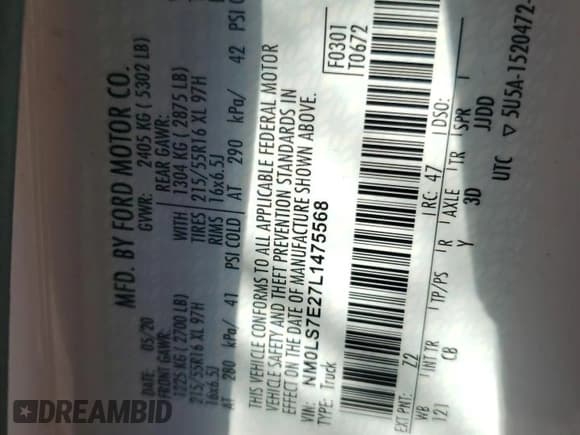 MFD. BY FORD MOTOR CO.
DATE: 05/20 GVWR: 2405 KG ( 5302 LB)
FRONT GAWR: REAR GAWR:
1225 KG ( 2700 LB) WITH 1304 KG ( 2875 LB)
215/55R16 XL 97H TIRES 215/55R16 XL 97H
16x6.5J RIMS 16x6.5J
AT 280 kPa/ 41 PSI COLD AT 290 kPa/ 42 PSI
THIS VEHICLE CONFORMS TO ALL APPLICABLE FEDERAL MOTOR
VEHICLE SAFETY AND THEFT PREVENTION STANDARDS IN
EFFECT ON THE DATE OF MANUFACTURE SHOWN ABOVE.
VIN: NM0LS7E27L1475568 F0301
TYPE: Truck T0672
EXT PNT: Z2 RC: 47 DSO:
WB INT TR TP/PS R AXLE TR SPR
121 CB Y 3D JJDD
UTC ▽ 5U5A-1520472-
DREAMBID